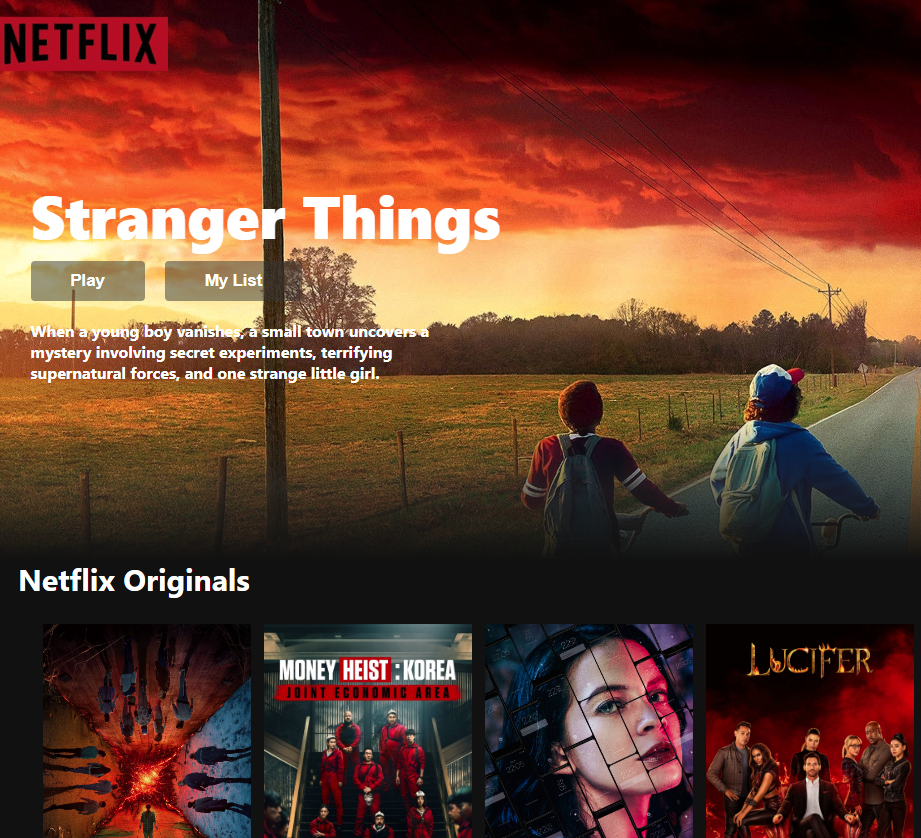 NETFLIX
Stranger Things
Play
My List
When a young boy vanishes, a small town uncovers a
mystery involving secret experiments, terrifying
supernatural forces, and one strange little girl.
Netflix Originals
MONEY HEIST : KOREA
JOINT ECONOMIC AREA
LUCIFER